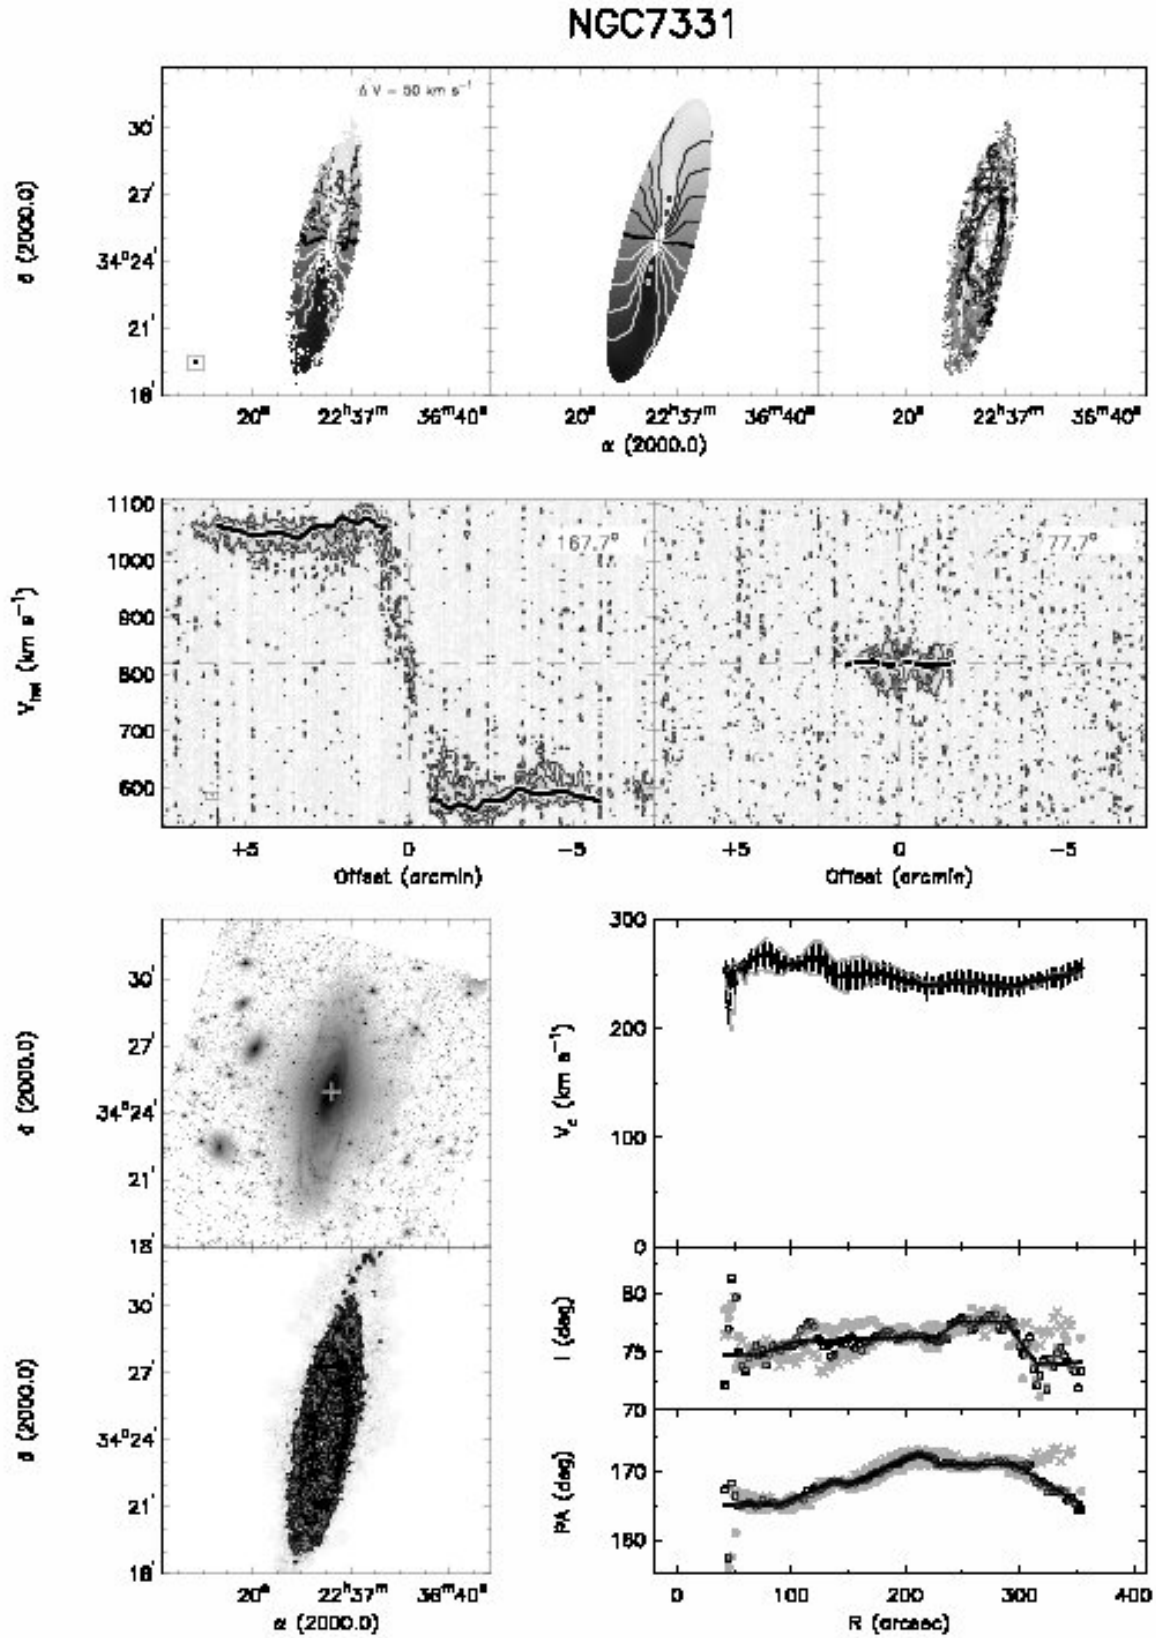 NGC7331
Δ V = 50 km s⁻¹
δ (2000.0)
30'
27'
34°24'
21'
18'
20ˢ 22ʰ37ᵐ 36ᵐ40ˢ
20ˢ 22ʰ37ᵐ 36ᵐ40ˢ
20ˢ 22ʰ37ᵐ 36ᵐ40ˢ
α (2000.0)
V_hel (km s⁻¹)
1100
1000
900
800
700
600
167.7°
77.7°
+5 0 -5
+5 0 -5
Offset (arcmin)
Offset (arcmin)
δ (2000.0)
30'
27'
34°24'
21'
18'
δ (2000.0)
30'
27'
34°24'
21'
18'
20ˢ 22ʰ37ᵐ 36ᵐ40ˢ
α (2000.0)
V_c (km s⁻¹)
300
200
100
0
I (deg)
80
75
70
PA (deg)
170
160
0 100 200 300 400
R (arcsec)